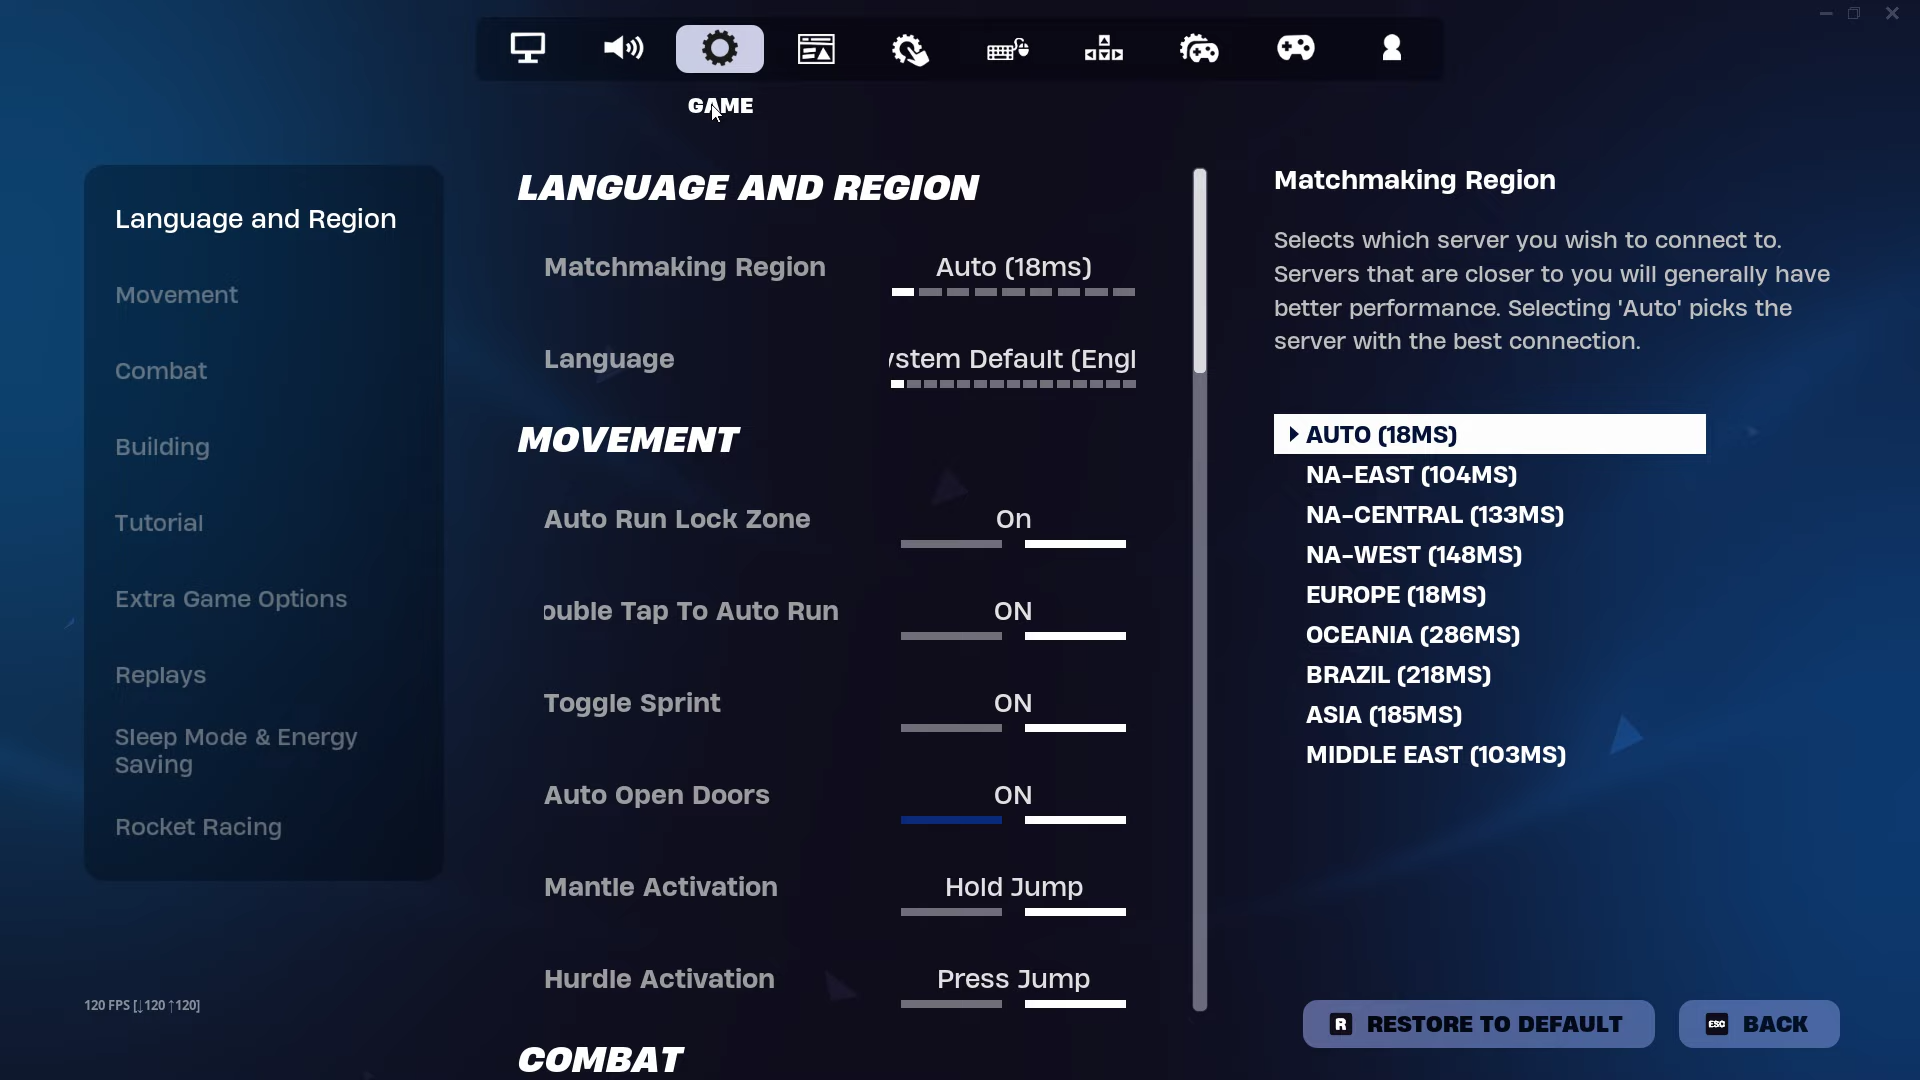 GAME
Language and Region
Movement
Combat
Building
Tutorial
Extra Game Options
Replays
Sleep Mode & Energy
Saving
Rocket Racing
120 FPS [↓120 ↑120]
LANGUAGE AND REGION
Matchmaking Region
Auto (18ms)
Language
ystem Default (Engl
MOVEMENT
Auto Run Lock Zone
On
ouble Tap To Auto Run
ON
Toggle Sprint
ON
Auto Open Doors
ON
Mantle Activation
Hold Jump
Hurdle Activation
Press Jump
COMBAT
Matchmaking Region
Selects which server you wish to connect to.
Servers that are closer to you will generally have
better performance. Selecting 'Auto' picks the
server with the best connection.
AUTO (18MS)
NA-EAST (104MS)
NA-CENTRAL (133MS)
NA-WEST (148MS)
EUROPE (18MS)
OCEANIA (286MS)
BRAZIL (218MS)
ASIA (185MS)
MIDDLE EAST (103MS)
R RESTORE TO DEFAULT
ESC BACK